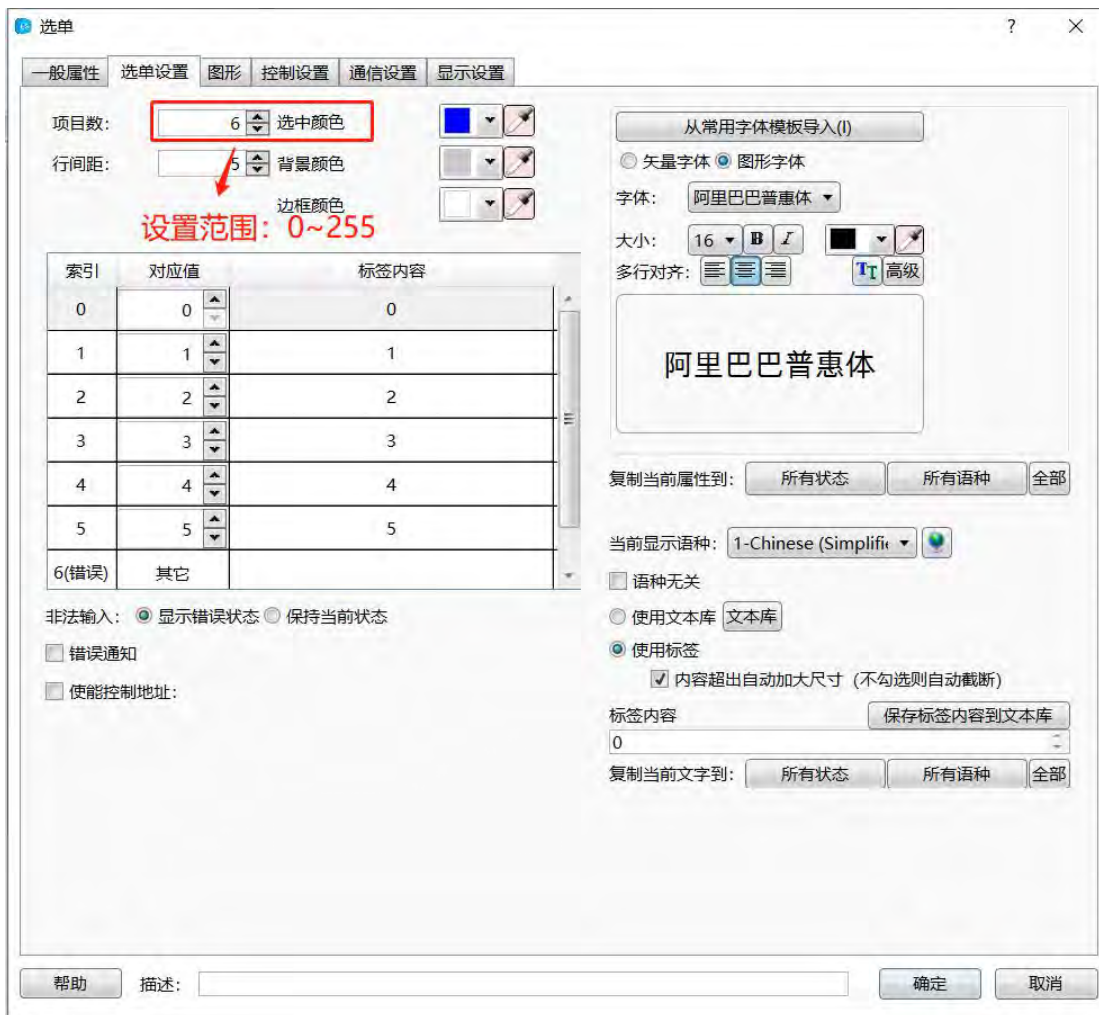 选单
? ×
一般属性 选单设置 图形 控制设置 通信设置 显示设置
项目数: 6 选中颜色
行间距: 5 背景颜色
边框颜色
设置范围：0~255
索引 对应值 标签内容
0 0 0
1 1 1
2 2 2
3 3 3
4 4 4
5 5 5
6(错误) 其它
非法输入: 显示错误状态 保持当前状态
错误通知
使能控制地址:
从常用字体模板导入(I)
矢量字体 图形字体
字体: 阿里巴巴普惠体
大小: 16 B I
多行对齐: TT 高级
阿里巴巴普惠体
复制当前属性到: 所有状态 所有语种 全部
当前显示语种: 1-Chinese (Simplifi
语种无关
使用文本库 文本库
使用标签
内容超出自动加大尺寸 (不勾选则自动截断)
标签内容 保存标签内容到文本库
0
复制当前文字到: 所有状态 所有语种 全部
帮助 描述: 确定 取消